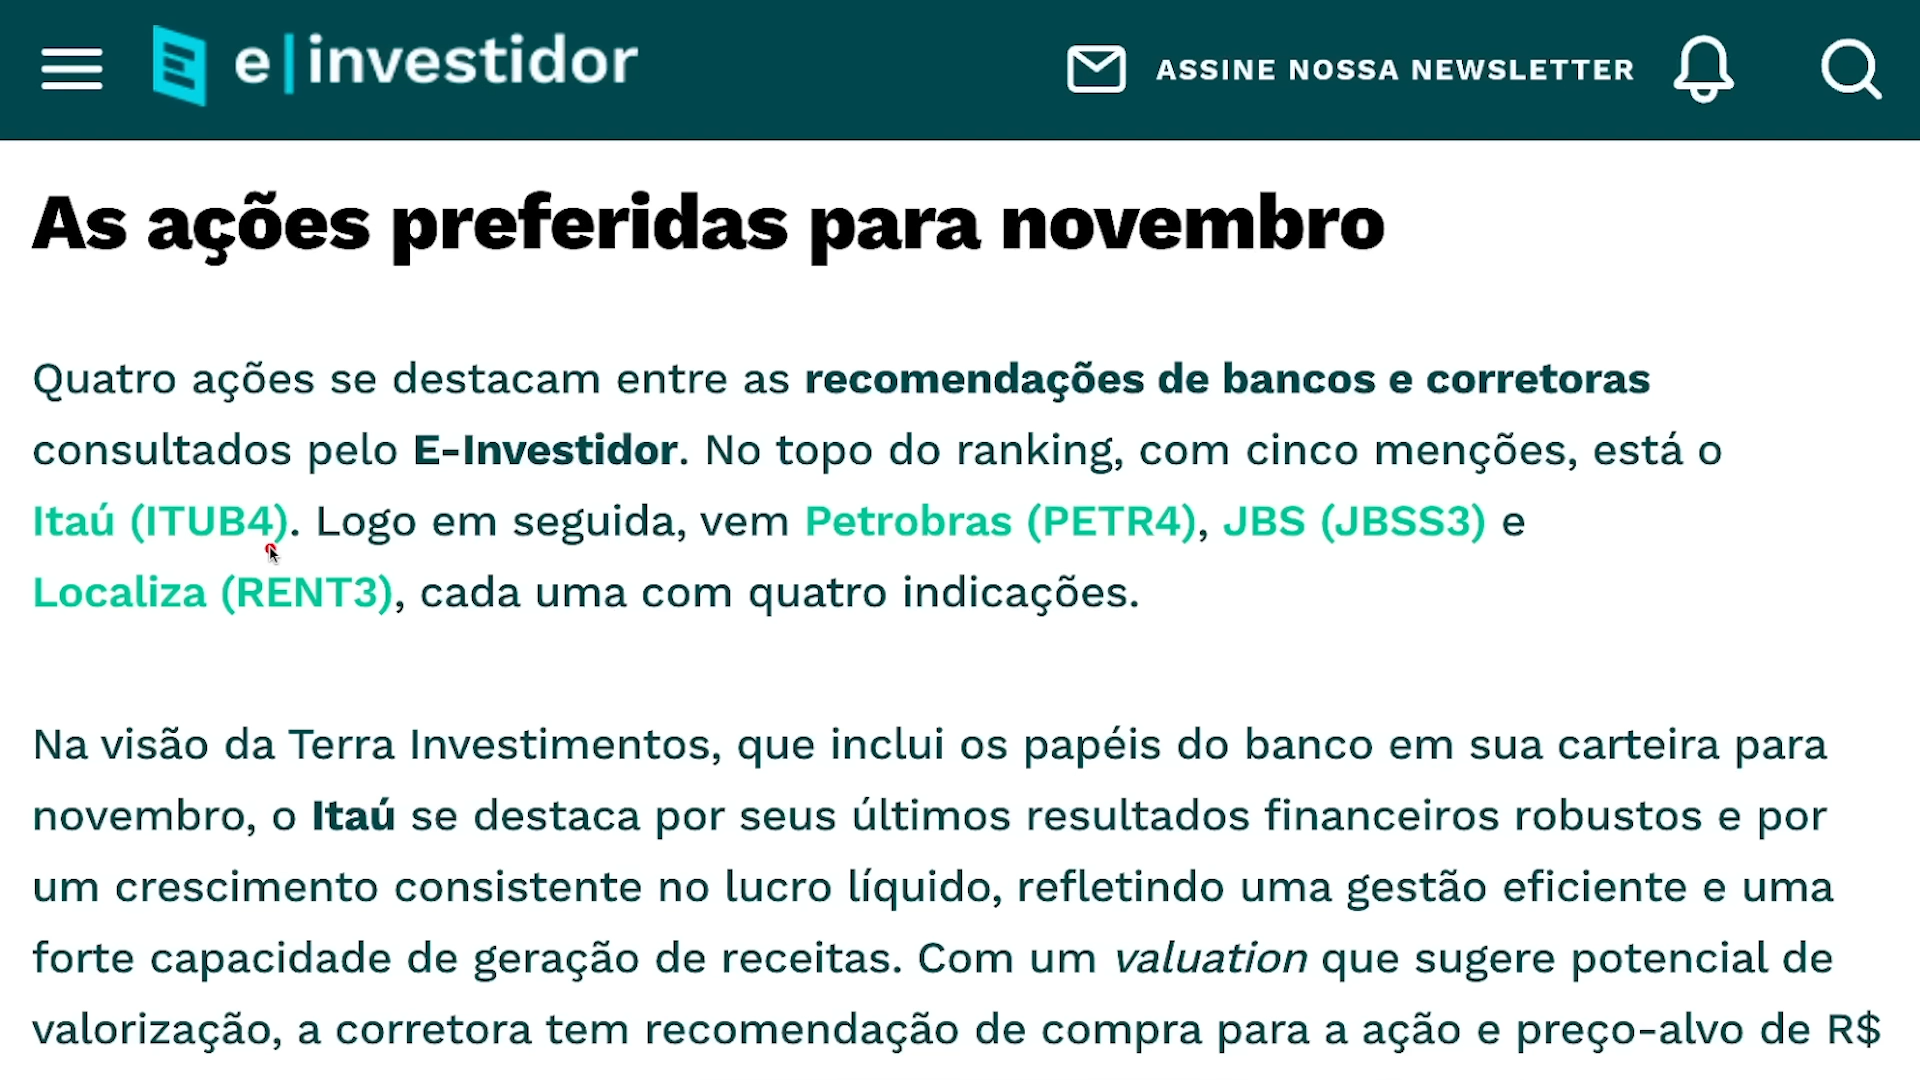 e|investidor
ASSINE NOSSA NEWSLETTER
As ações preferidas para novembro
Quatro ações se destacam entre as recomendações de bancos e corretoras
consultados pelo E-Investidor. No topo do ranking, com cinco menções, está o
Itaú (ITUB4). Logo em seguida, vem Petrobras (PETR4), JBS (JBSS3) e
Localiza (RENT3), cada uma com quatro indicações.
Na visão da Terra Investimentos, que inclui os papéis do banco em sua carteira para
novembro, o Itaú se destaca por seus últimos resultados financeiros robustos e por
um crescimento consistente no lucro líquido, refletindo uma gestão eficiente e uma
forte capacidade de geração de receitas. Com um valuation que sugere potencial de
valorização, a corretora tem recomendação de compra para a ação e preço-alvo de R$